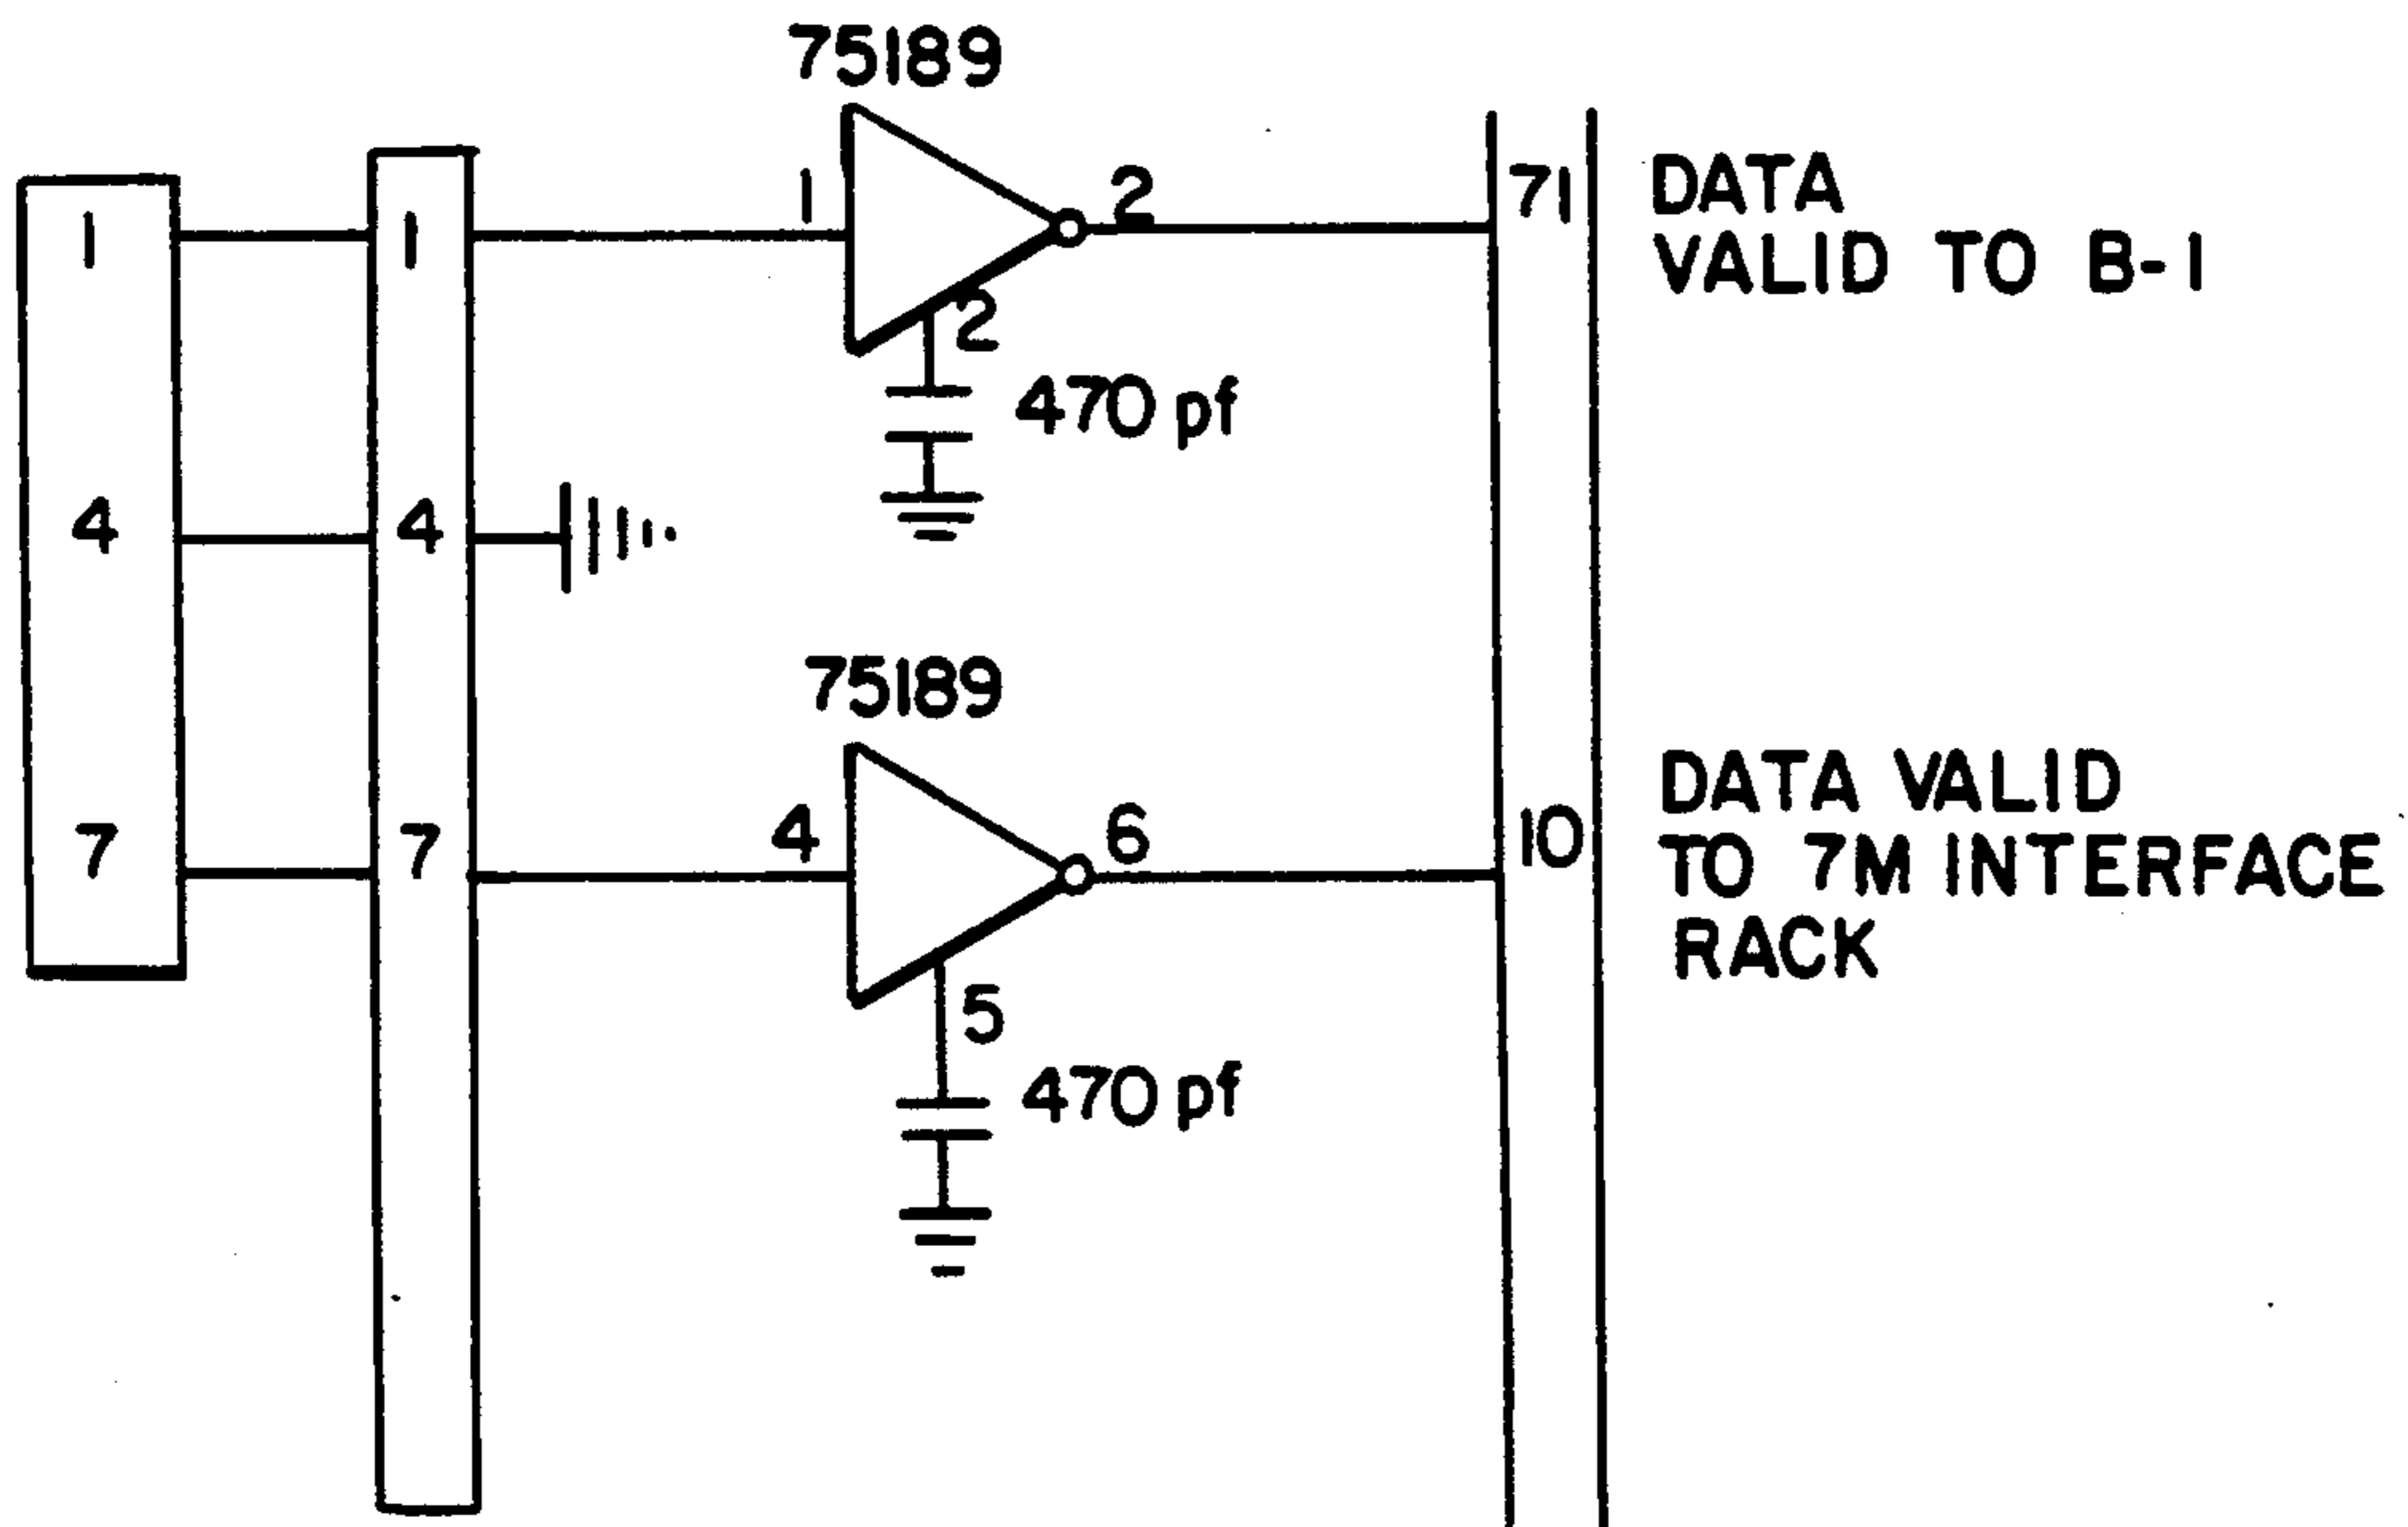 75189
1
1
1
2
71
DATA
VALID TO B-1
2
470 pf
4
4
75189
7
7
4
6
10
DATA VALID
TO 7M INTERFACE
RACK
5
470 pf